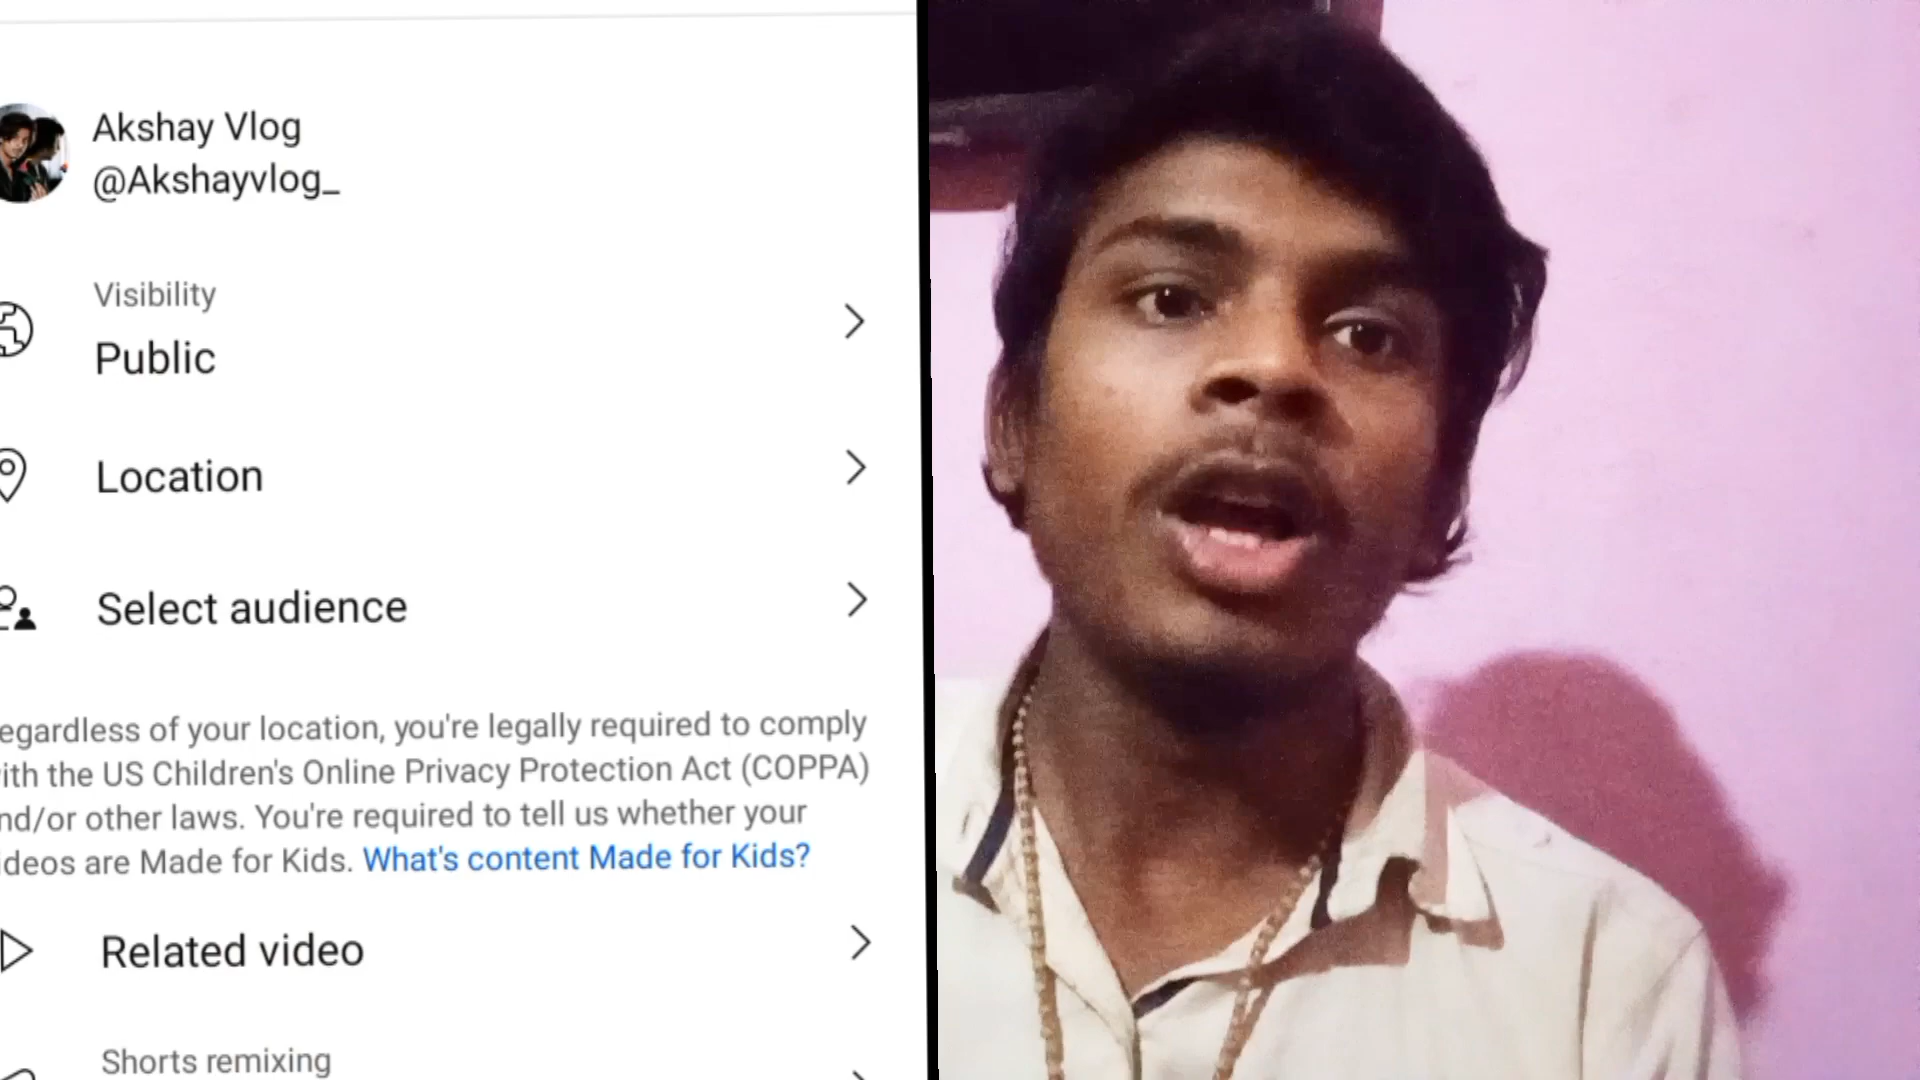 Akshay Vlog
@Akshayvlog_
Visibility
Public
Location
Select audience
egardless of your location, you're legally required to comply
ith the US Children's Online Privacy Protection Act (COPPA)
nd/or other laws. You're required to tell us whether your
ideos are Made for Kids. What's content Made for Kids?
Related video
Shorts remixing